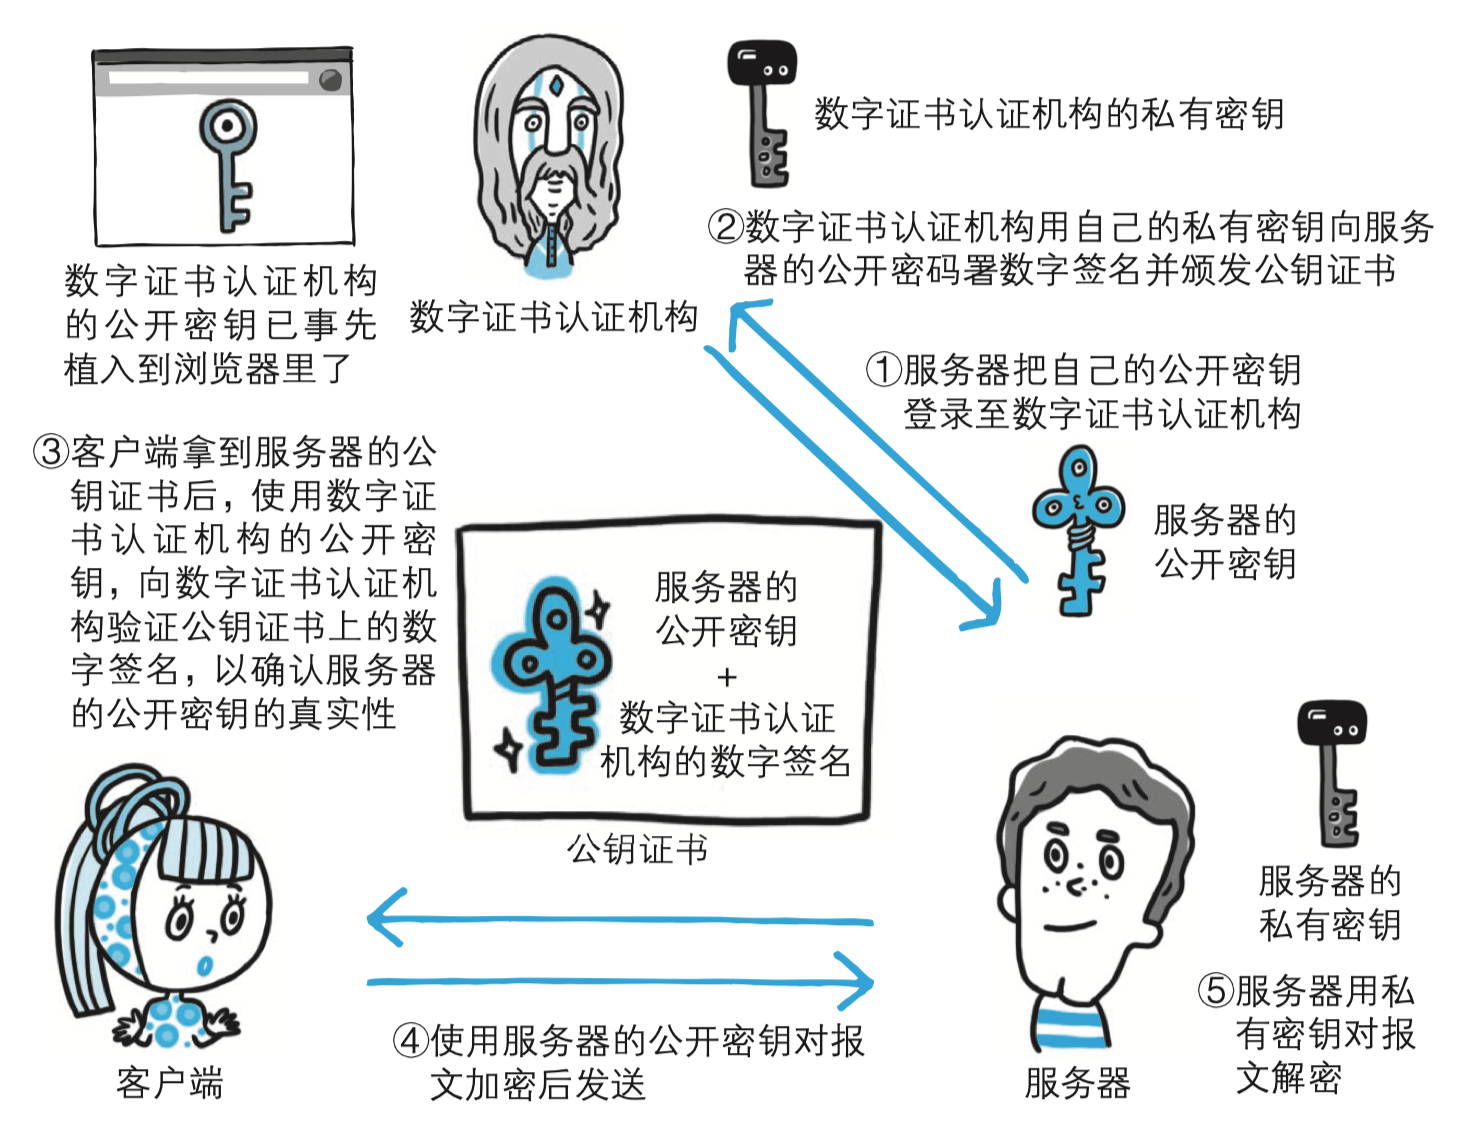 数字证书认证机构的私有密钥
②数字证书认证机构用自己的私有密钥向服务
器的公开密码署数字签名并颁发公钥证书
数字证书认证机构
的公开密钥已事先
植入到浏览器里了
数字证书认证机构
①服务器把自己的公开密钥
登录至数字证书认证机构
服务器的
公开密钥
③客户端拿到服务器的公
钥证书后，使用数字证
书认证机构的公开密
钥，向数字证书认证机
构验证公钥证书上的数
字签名，以确认服务器
的公开密钥的真实性
服务器的
公开密钥
+
数字证书认证
机构的数字签名
公钥证书
服务器的
私有密钥
④使用服务器的公开密钥对报
文加密后发送
⑤服务器用私
有密钥对报
文解密
客户端
服务器